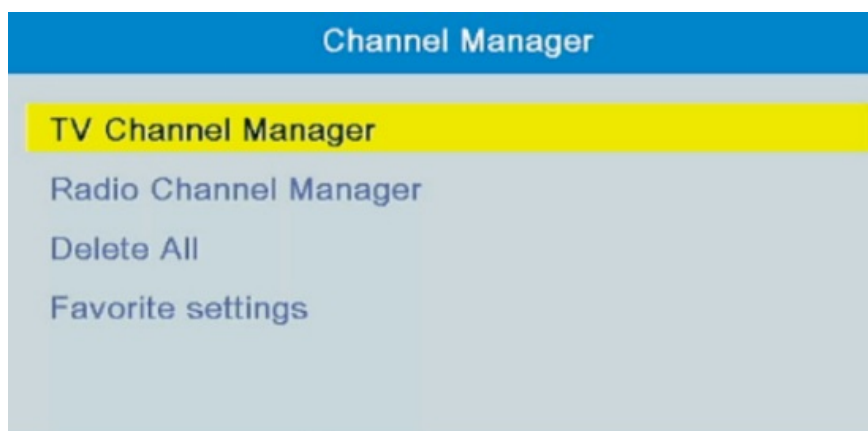 Channel Manager
TV Channel Manager
Radio Channel Manager
Delete All
Favorite settings